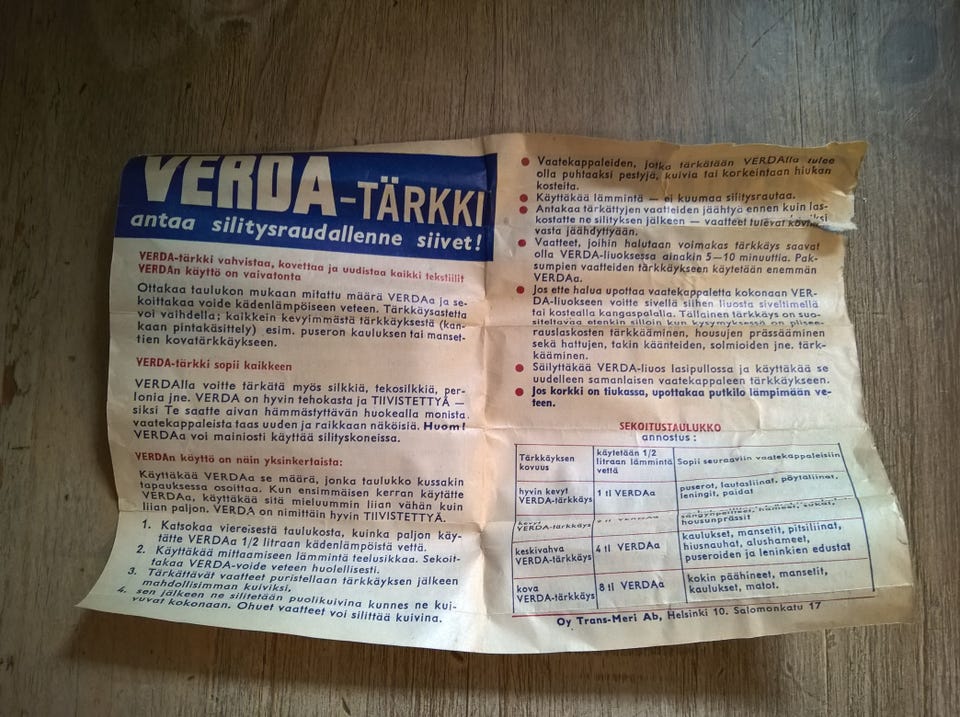 VERDA-TÄRKKI
antaa silitysraudallenne siivet!
VERDA-tärkki vahvistaa, kovettaa ja uudistaa kaikki tekstiilit
VERDAn käyttö on vaivatonta
Ottakaa taulukon mukaan mitattu määrä VERDAa ja se-
koittakaa voide kädenlämpöiseen veteen. Tärkkäysastetta
voi vaihdella; kaikkein kevyimmästä tärkkäyksestä (kan-
kaan pintakäsittely) esim. puseron kauluksen tai manset-
tien kovatärkkäykseen.
VERDA-tärkki sopii kaikkeen
VERDAlla voitte tärkätä myös silkkiä, tekosilkkiä, per-
lonia jne. VERDA on hyvin tehokasta ja TIIVISTETTYÄ —
siksi Te saatte aivan hämmästyttävän huokealla monista
vaatekappaleista taas uuden ja raikkaan näköisiä. Huom!
VERDAa voi mainiosti käyttää silityskoneissa.
VERDAn käyttö on näin yksinkertaista:
Käyttäkää VERDAa se määrä, jonka taulukko kussakin
tapauksessa osoittaa. Kun ensimmäisen kerran käytätte
VERDAa, käyttäkää sitä mieluummin liian vähän kuin
liian paljon. VERDA on nimittäin hyvin TIIVISTETTYÄ.
1. Katsokaa viereisestä taulukosta, kuinka paljon käy-
tätte VERDAa 1/2 litraan kädenlämpöistä vettä.
2. Käyttäkää mittaamiseen lämmintä teelusikkaa. Sekoit-
takaa VERDA-voide veteen huolellisesti.
3. Tärkättävät vaatteet puristellaan tärkkäyksen jälkeen
mahdollisimman kuiviksi,
4. sen jälkeen ne silitetään puolikuivina kunnes ne kui-
vuvat kokonaan. Ohuet vaatteet voi silittää kuivina.
● Vaatekappaleiden, jotka tärkätään VERDAlla tulee
olla puhtaaksi pestyjä, kuivia tai korkeintaan hiukan
kosteita.
● Käyttäkää lämmintä — ei kuumaa silitysrautaa.
● Antakaa tärkättyjen vaatteiden jäähtyä ennen kuin las-
kostatte ne silityksen jälkeen — vaatteet tulevat
vasta jäähdyttyään.
● Vaatteet, joihin halutaan voimakas tärkkäys saavat
olla VERDA-liuoksessa ainakin 5—10 minuuttia. Pak-
sumpien vaatteiden tärkkäykseen käytetään enemmän
VERDAa.
● Jos ette halua upottaa vaatekappaletta kokonaan VER-
DA-liuokseen voitte sivellä siihen liuosta siveltimellä
tai kostealla kangaspalalla. Tällainen tärkkäys on suo-
siteltavaa etenkin silloin kun kysymyksessä on plisee-
rauslaskosten tärkkääminen, housujen prässääminen
sekä hattujen, takin käänteiden, solmioiden jne. tärk-
kääminen.
● Säilyttäkää VERDA-liuos lasipullossa ja käyttäkää se
uudelleen samanlaisen vaatekappaleen tärkkäykseen.
● Jos korkki on tiukassa, upottakaa putkilo lämpimään ve-
teen.
SEKOITUSTAULUKKO
annostus:
Tärkkäyksen kovuus käytetään 1/2 litraan lämmintä vettä Sopii seuraaviin vaatekappaleisiin
hyvin kevyt VERDA-tärkkäys 1 tl VERDAa puserot, lautasliinat, pöytäliinat, leningit, paidat
kevyt VERDA-tärkkäys tl VERDAa hameet, sukat, housunprässit
keskivahva VERDA-tärkkäys 4 tl VERDAa kaulukset, mansetit, pitsiliinat, hiusnauhat, alushameet, puseroiden ja leninkien edustat
kova VERDA-tärkkäys 8 tl VERDAa kokin päähineet, mansetit, kaulukset, matot.
Oy Trans-Meri Ab, Helsinki 10. Salomonkatu 17